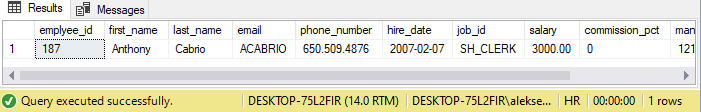 Results Messages
emplyee_id first_name last_name email phone_number hire_date job_id salary commission_pct man
1 187 Anthony Cabrio ACABRIO 650.509.4876 2007-02-07 SH_CLERK 3000.00 0 121
Query executed successfully. DESKTOP-75L2FIR (14.0 RTM) DESKTOP-75L2FIR\alekse... HR 00:00:00 1 rows